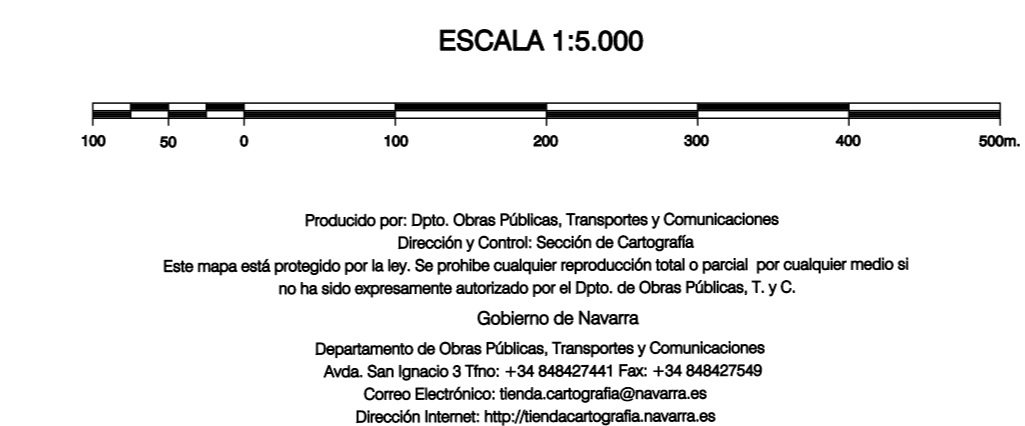 ESCALA 1:5.000
100 50 0 100 200 300 400 500m.
Producido por: Dpto. Obras Públicas, Transportes y Comunicaciones
Dirección y Control: Sección de Cartografía
Este mapa está protegido por la ley. Se prohibe cualquier reproducción total o parcial por cualquier medio si
no ha sido expresamente autorizado por el Dpto. de Obras Públicas, T. y C.
Gobierno de Navarra
Departamento de Obras Públicas, Transportes y Comunicaciones
Avda. San Ignacio 3 Tfno: +34 848427441 Fax: +34 848427549
Correo Electrónico: tienda.cartografia@navarra.es
Dirección Internet: http://tiendacartografia.navarra.es